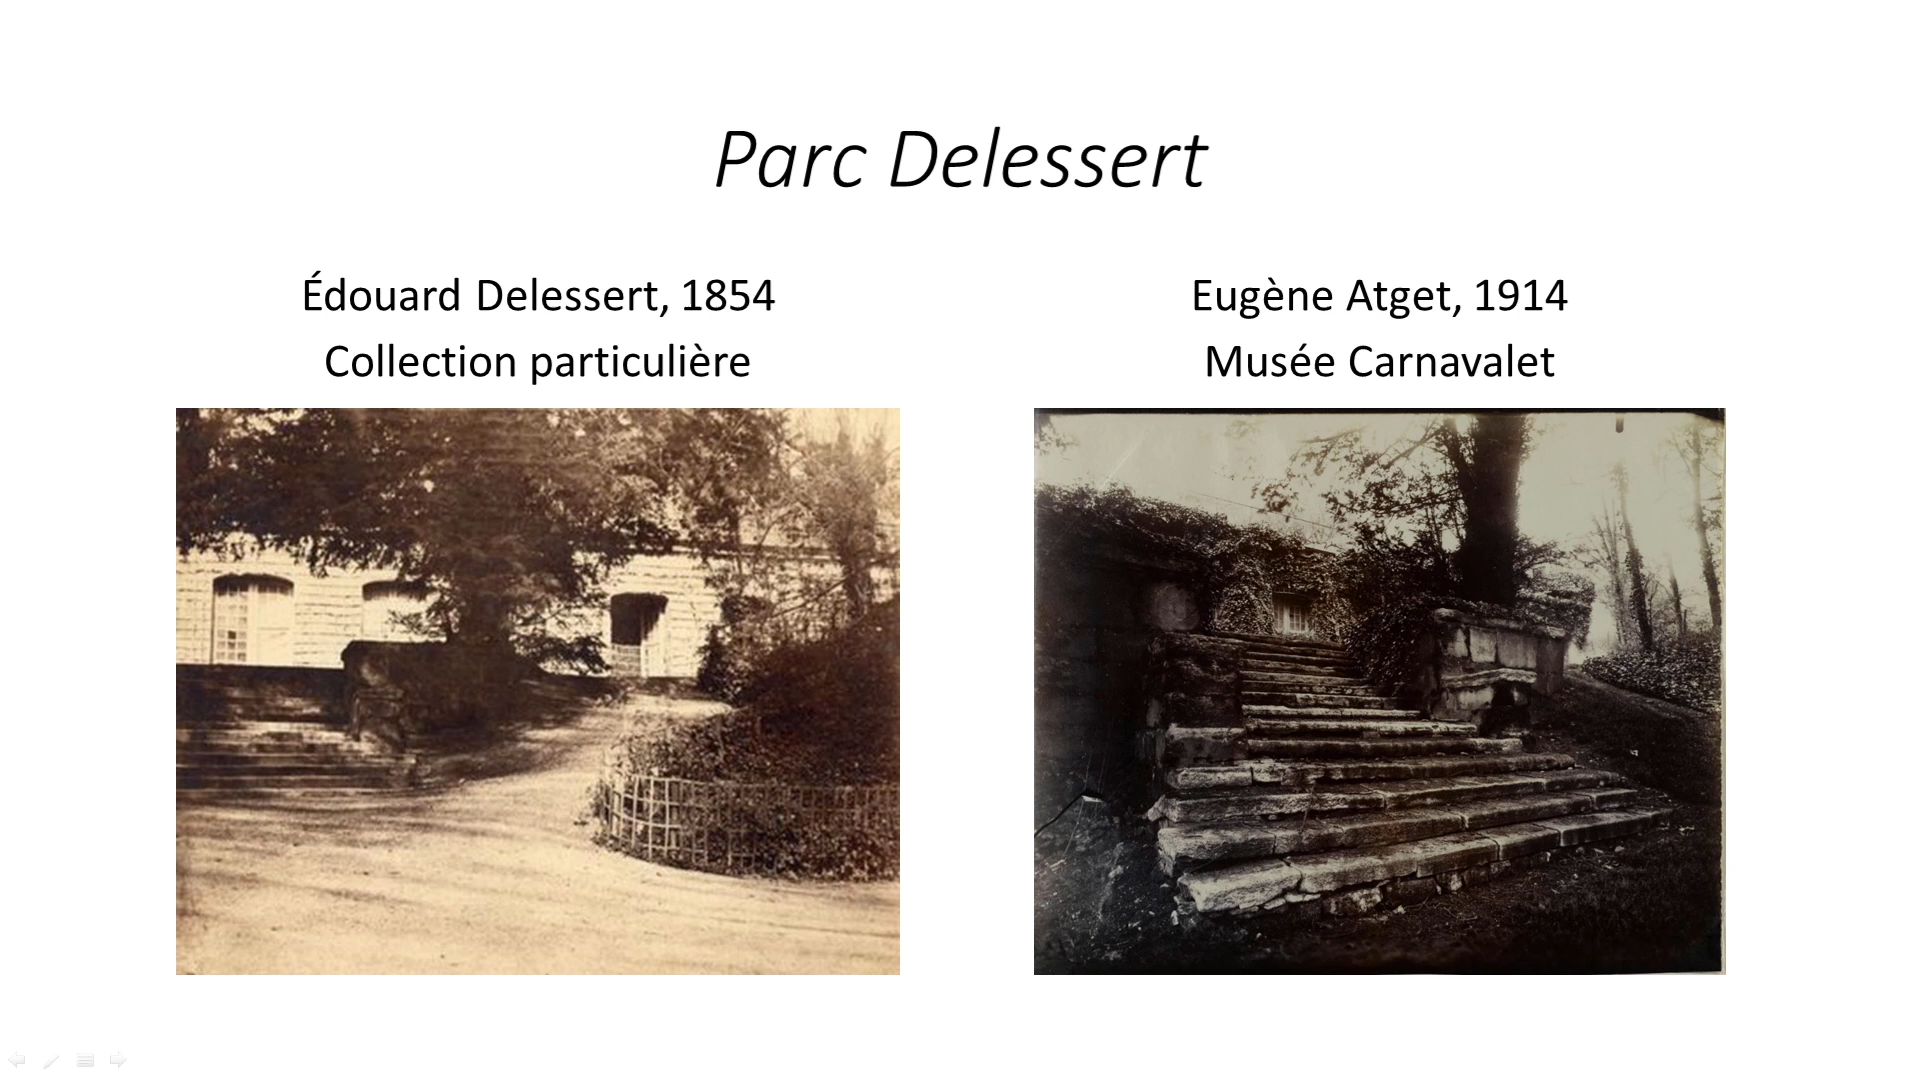 Parc Delessert
Édouard Delessert, 1854
Collection particulière
Eugène Atget, 1914
Musée Carnavalet